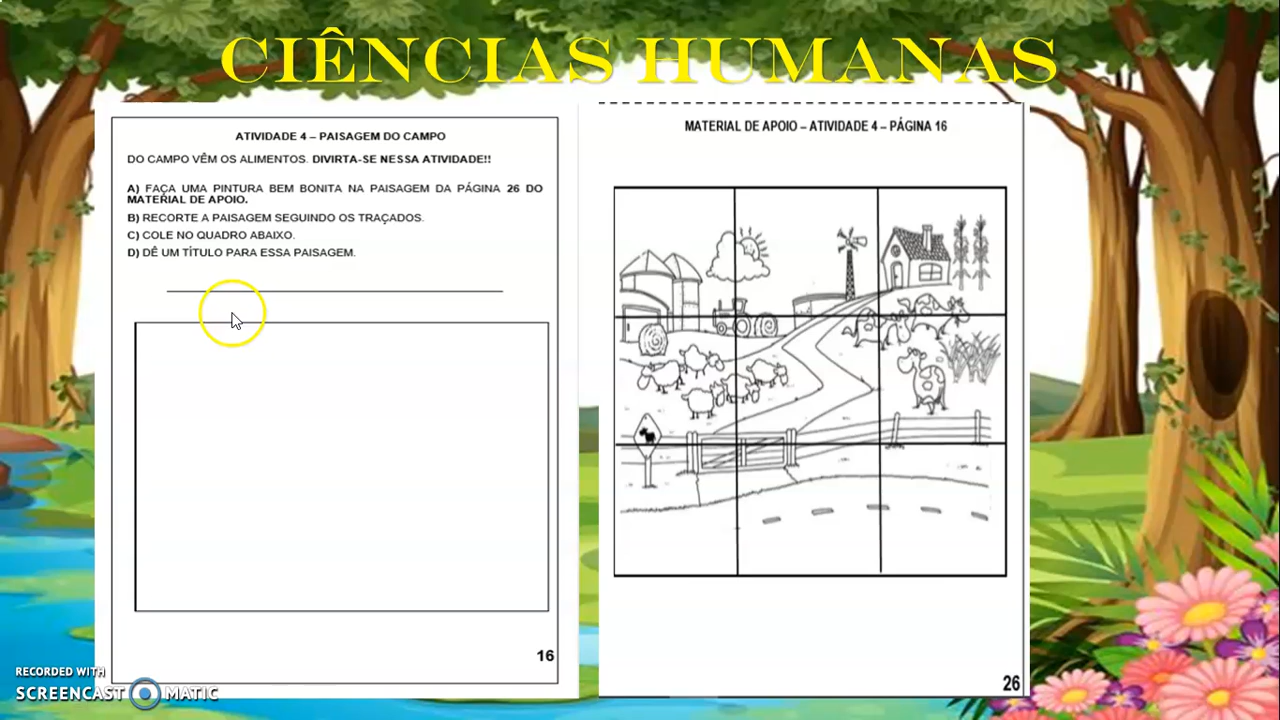 CIÊNCIAS HUMANAS
ATIVIDADE 4 – PAISAGEM DO CAMPO
DO CAMPO VÊM OS ALIMENTOS. DIVIRTA-SE NESSA ATIVIDADE!!
A) FAÇA UMA PINTURA BEM BONITA NA PAISAGEM DA PÁGINA 26 DO
MATERIAL DE APOIO.
B) RECORTE A PAISAGEM SEGUINDO OS TRAÇADOS.
C) COLE NO QUADRO ABAIXO.
D) DÊ UM TÍTULO PARA ESSA PAISAGEM.
16
MATERIAL DE APOIO – ATIVIDADE 4 – PÁGINA 16
26
RECORDED WITH
SCREENCAST MATIC